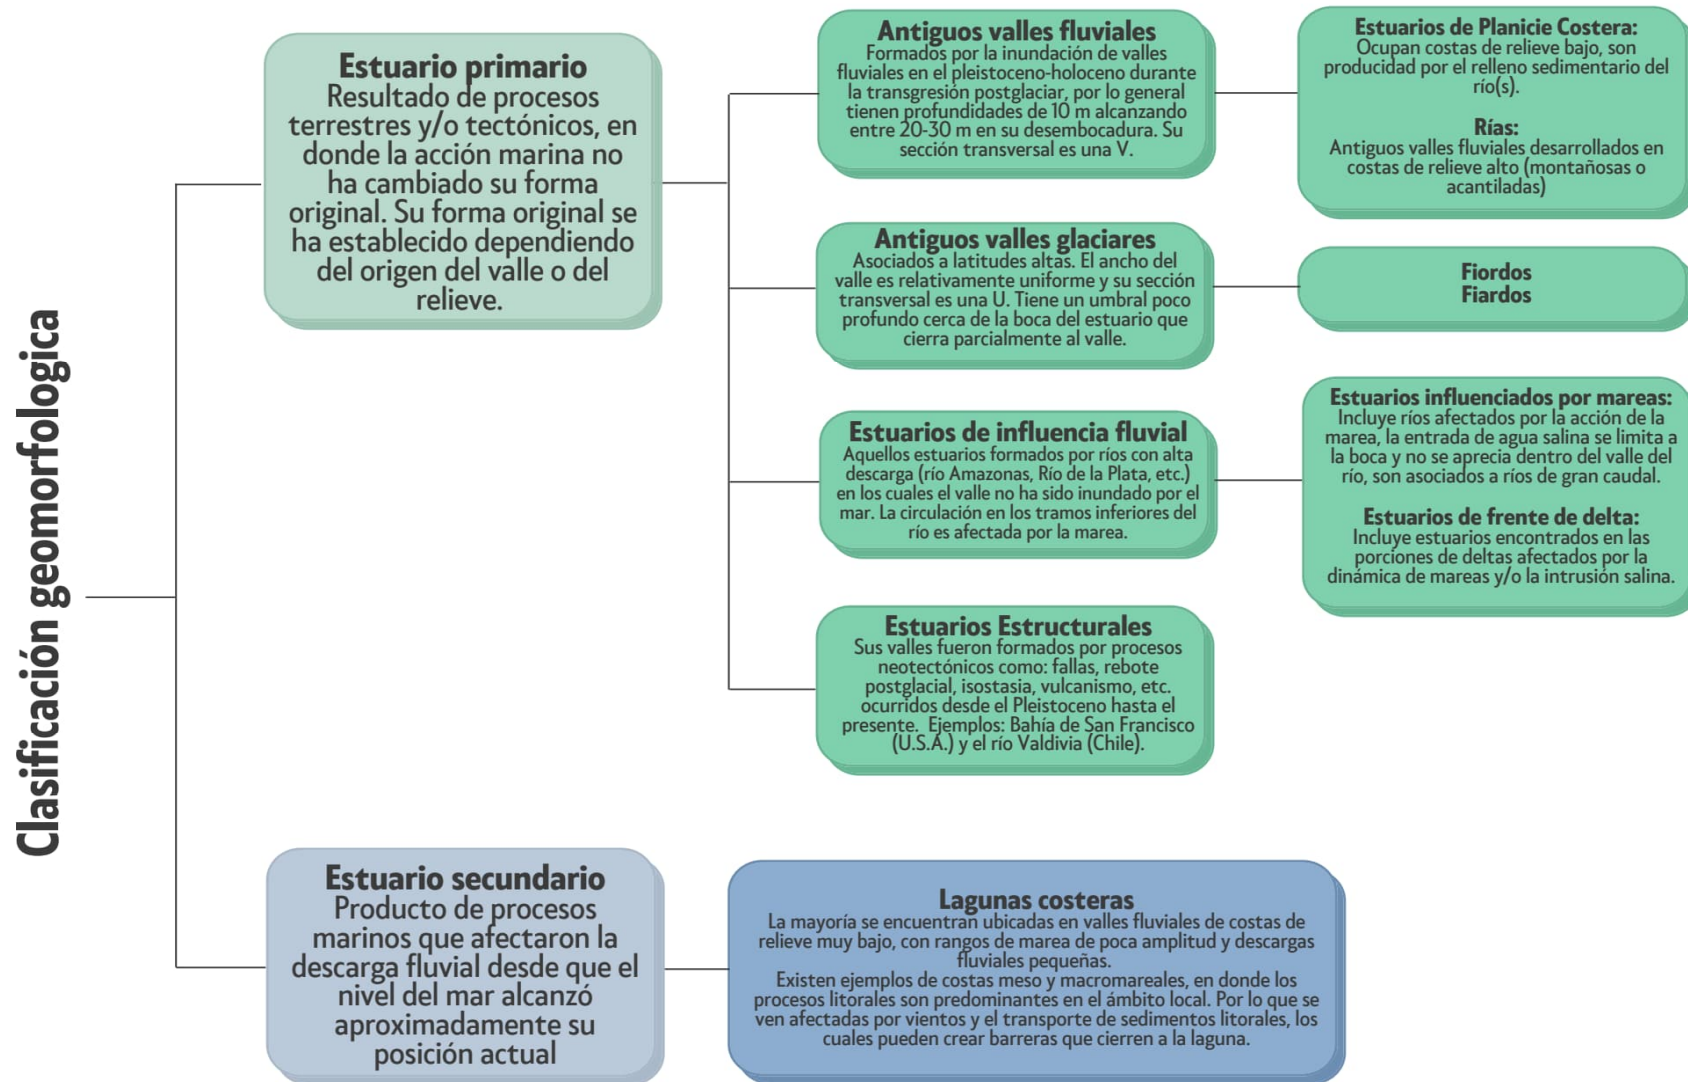 Clasificación geomorfologica
Estuario primario
Resultado de procesos
terrestres y/o tectónicos, en
donde la acción marina no
ha cambiado su forma
original. Su forma original se
ha establecido dependiendo
del origen del valle o del
relieve.
Antiguos valles fluviales
Formados por la inundación de valles
fluviales en el pleistoceno-holoceno durante
la transgresión postglaciar, por lo general
tienen profundidades de 10 m alcanzando
entre 20-30 m en su desembocadura. Su
sección transversal es una V.
Estuarios de Planicie Costera:
Ocupan costas de relieve bajo, son
producidad por el relleno sedimentario del
río(s).
Rías:
Antiguos valles fluviales desarrollados en
costas de relieve alto (montañosas o
acantiladas)
Antiguos valles glaciares
Asociados a latitudes altas. El ancho del
valle es relativamente uniforme y su sección
transversal es una U. Tiene un umbral poco
profundo cerca de la boca del estuario que
cierra parcialmente al valle.
Fiordos
Fiardos
Estuarios de influencia fluvial
Aquellos estuarios formados por ríos con alta
descarga (río Amazonas, Río de la Plata, etc.)
en los cuales el valle no ha sido inundado por el
mar. La circulación en los tramos inferiores del
río es afectada por la marea.
Estuarios influenciados por mareas:
Incluye ríos afectados por la acción de la
marea, la entrada de agua salina se limita a
la boca y no se aprecia dentro del valle del
río, son asociados a ríos de gran caudal.
Estuarios de frente de delta:
Incluye estuarios encontrados en las
porciones de deltas afectados por la
dinámica de mareas y/o la intrusión salina.
Estuarios Estructurales
Sus valles fueron formados por procesos
neotectónicos como: fallas, rebote
postglacial, isostasia, vulcanismo, etc.
ocurridos desde el Pleistoceno hasta el
presente. Ejemplos: Bahía de San Francisco
(U.S.A.) y el río Valdivia (Chile).
Estuario secundario
Producto de procesos
marinos que afectaron la
descarga fluvial desde que el
nivel del mar alcanzó
aproximadamente su
posición actual
Lagunas costeras
La mayoría se encuentran ubicadas en valles fluviales de costas de
relieve muy bajo, con rangos de marea de poca amplitud y descargas
fluviales pequeñas.
Existen ejemplos de costas meso y macromareales, en donde los
procesos litorales son predominantes en el ámbito local. Por lo que se
ven afectadas por vientos y el transporte de sedimentos litorales, los
cuales pueden crear barreras que cierren a la laguna.